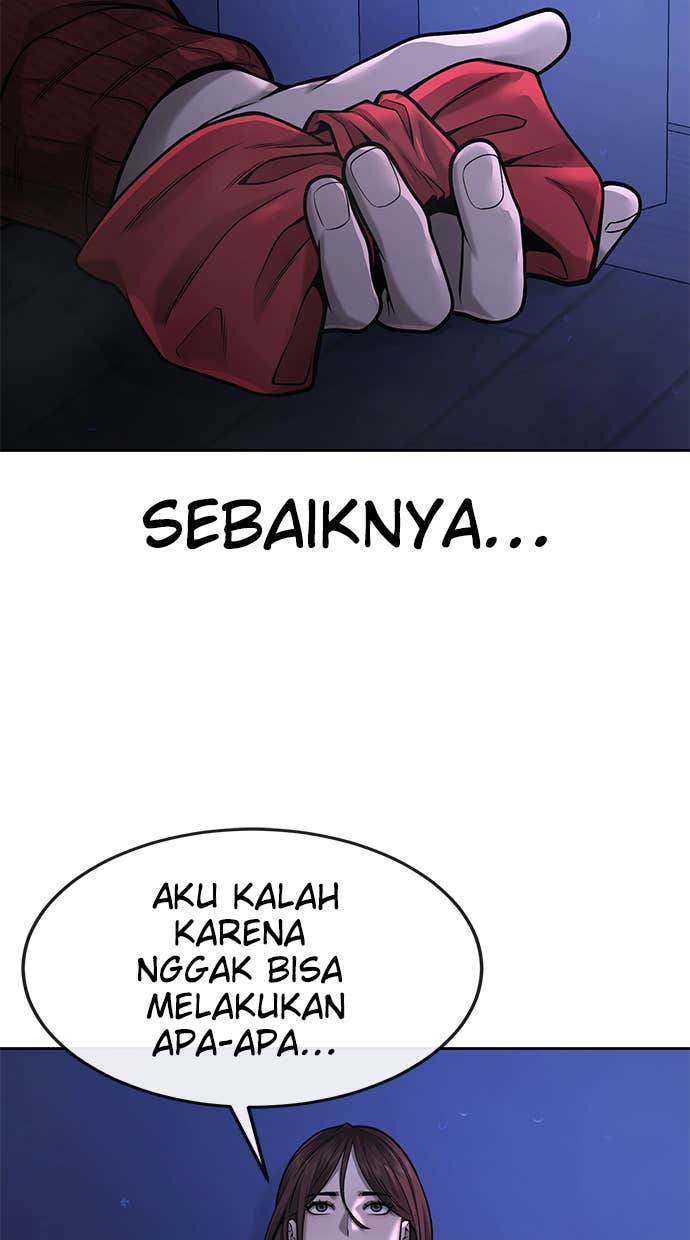 SEBAIKNYA...
AKU KALAH
KARENA
NGGAK BISA
MELAKUKAN
APA-APA...